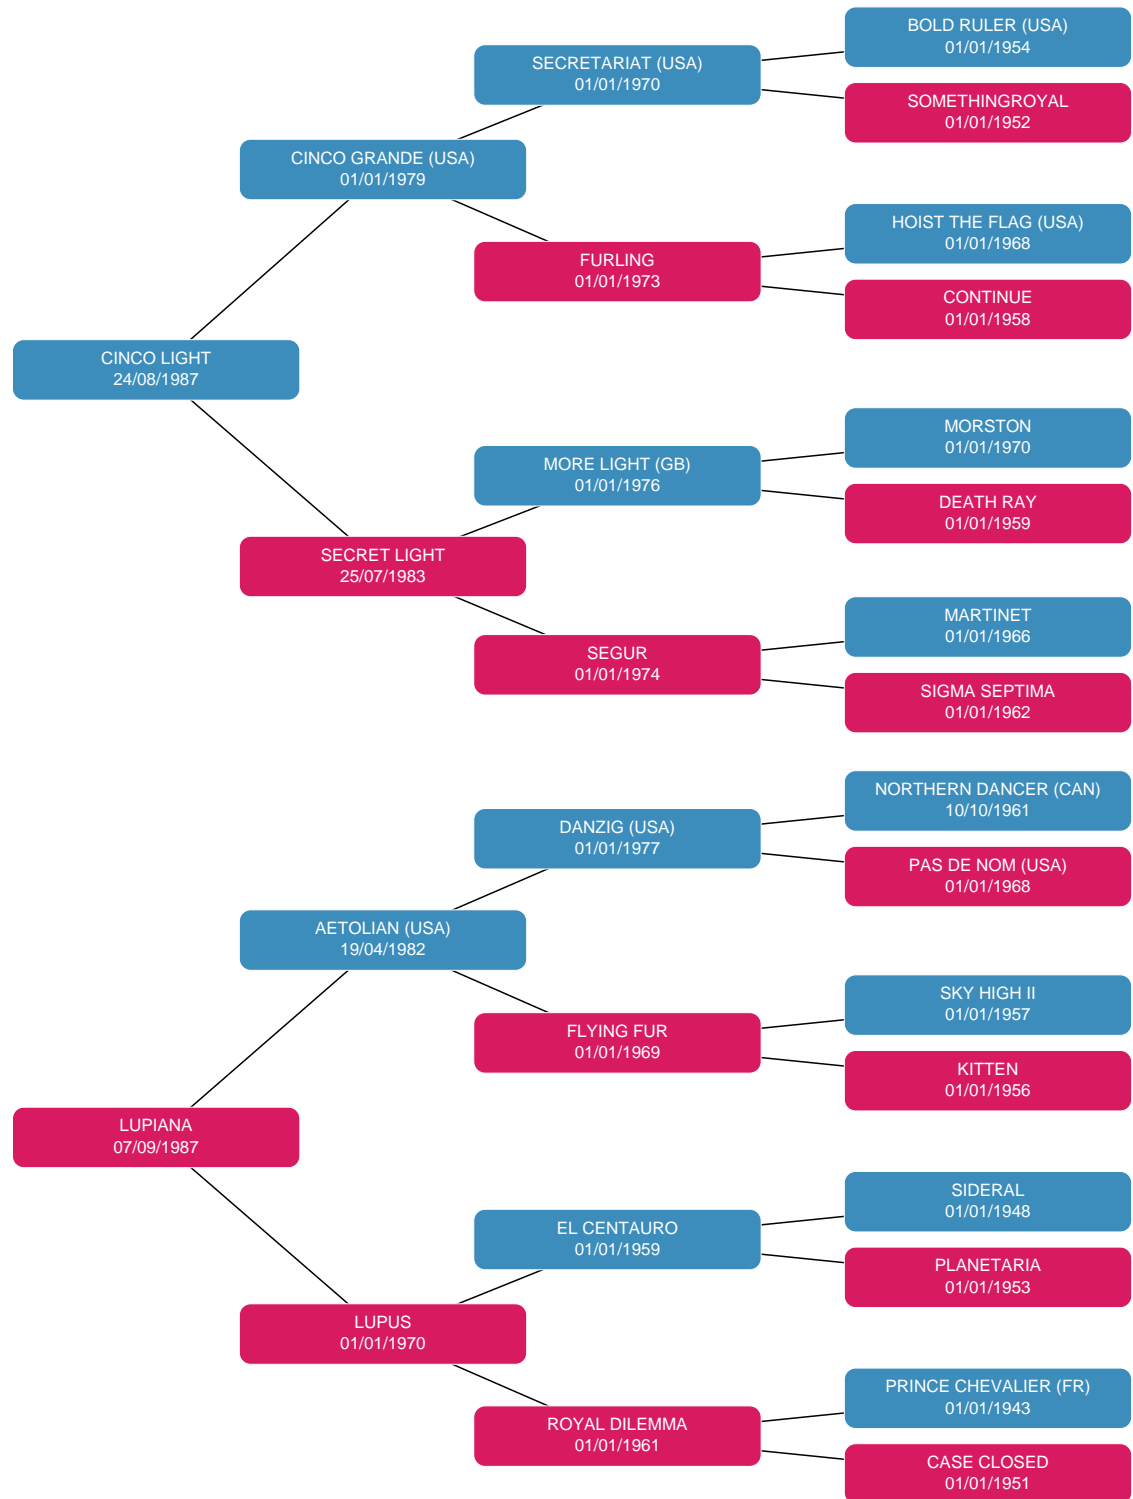 BOLD RULER (USA)
01/01/1954
SECRETARIAT (USA)
01/01/1970
SOMETHINGROYAL
01/01/1952
CINCO GRANDE (USA)
01/01/1979
HOIST THE FLAG (USA)
01/01/1968
FURLING
01/01/1973
CONTINUE
01/01/1958
CINCO LIGHT
24/08/1987
MORSTON
01/01/1970
MORE LIGHT (GB)
01/01/1976
DEATH RAY
01/01/1959
SECRET LIGHT
25/07/1983
MARTINET
01/01/1966
SEGUR
01/01/1974
SIGMA SEPTIMA
01/01/1962
NORTHERN DANCER (CAN)
10/10/1961
DANZIG (USA)
01/01/1977
PAS DE NOM (USA)
01/01/1968
AETOLIAN (USA)
19/04/1982
SKY HIGH II
01/01/1957
FLYING FUR
01/01/1969
KITTEN
01/01/1956
LUPIANA
07/09/1987
SIDERAL
01/01/1948
EL CENTAURO
01/01/1959
PLANETARIA
01/01/1953
LUPUS
01/01/1970
PRINCE CHEVALIER (FR)
01/01/1943
ROYAL DILEMMA
01/01/1961
CASE CLOSED
01/01/1951